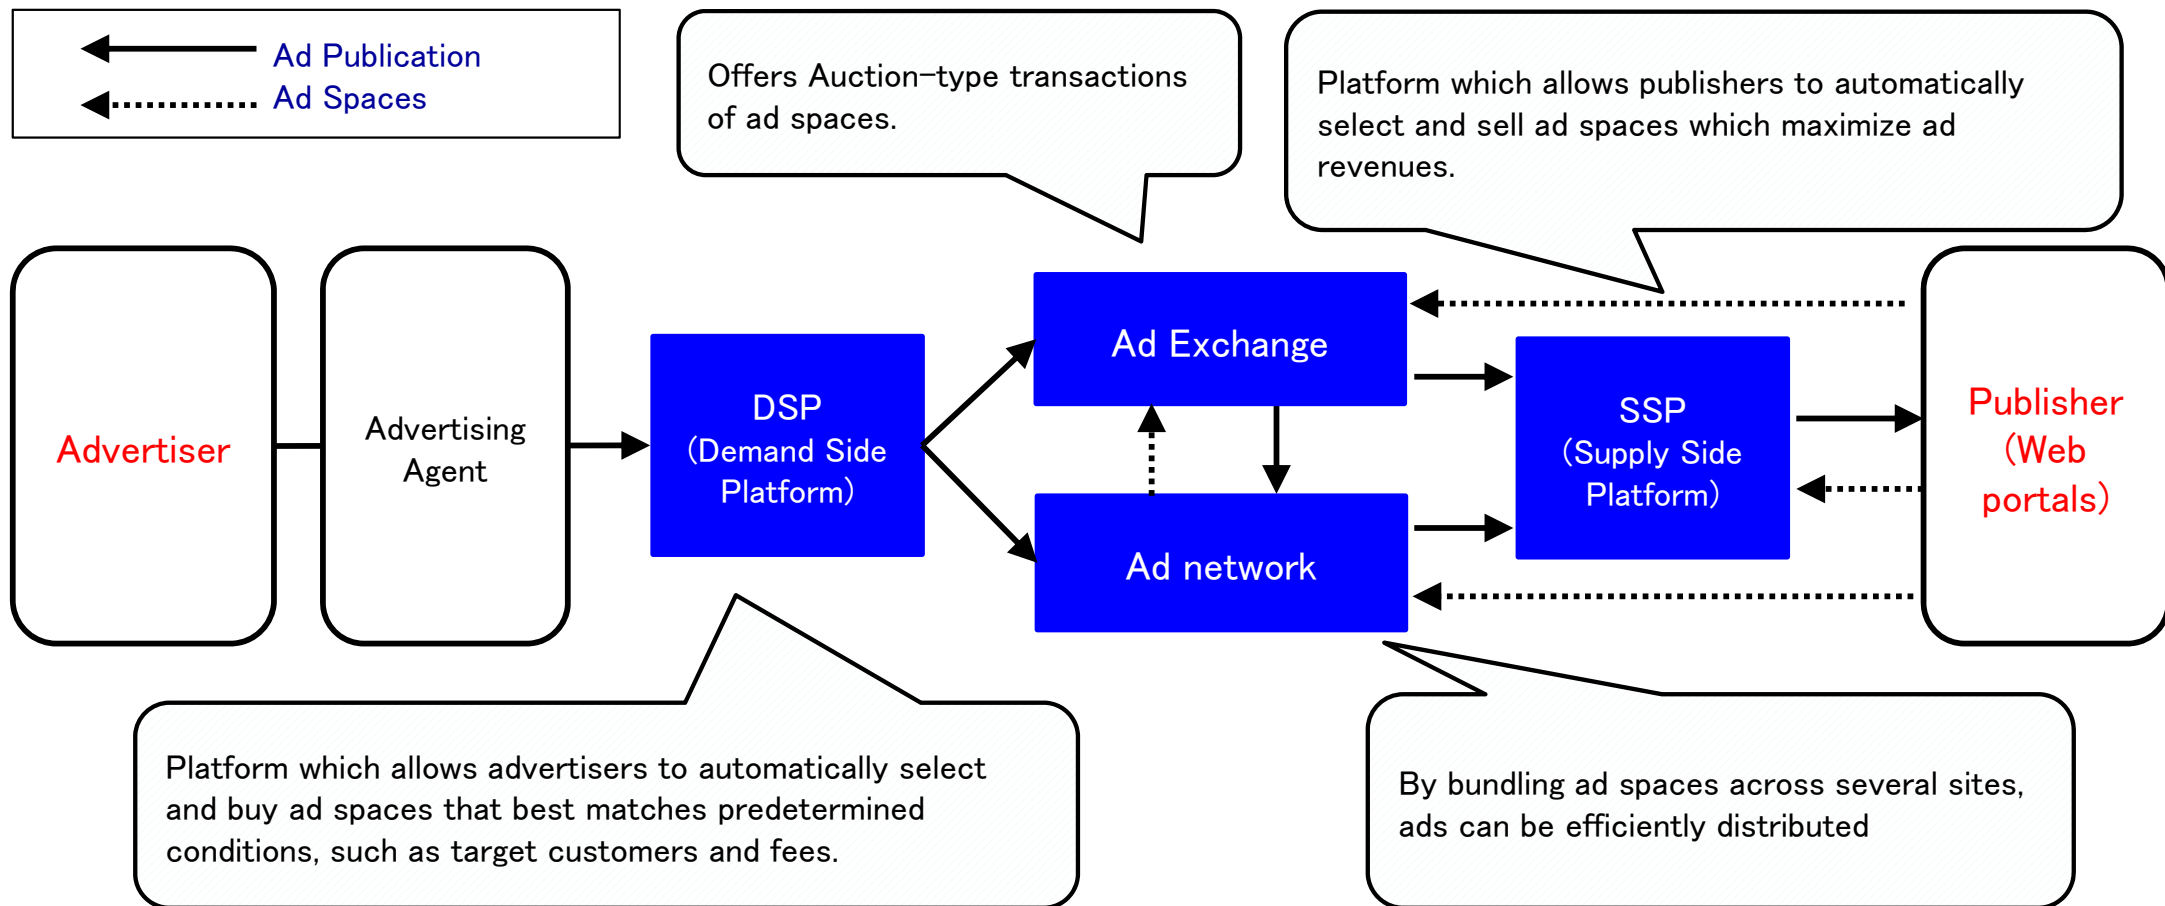 Ad Publication
Ad Spaces
Offers Auction-type transactions
of ad spaces.
Platform which allows publishers to automatically
select and sell ad spaces which maximize ad
revenues.
Advertiser
Advertising
Agent
DSP
(Demand Side
Platform)
Ad Exchange
Ad network
SSP
(Supply Side
Platform)
Publisher
(Web
portals)
Platform which allows advertisers to automatically select
and buy ad spaces that best matches predetermined
conditions, such as target customers and fees.
By bundling ad spaces across several sites,
ads can be efficiently distributed